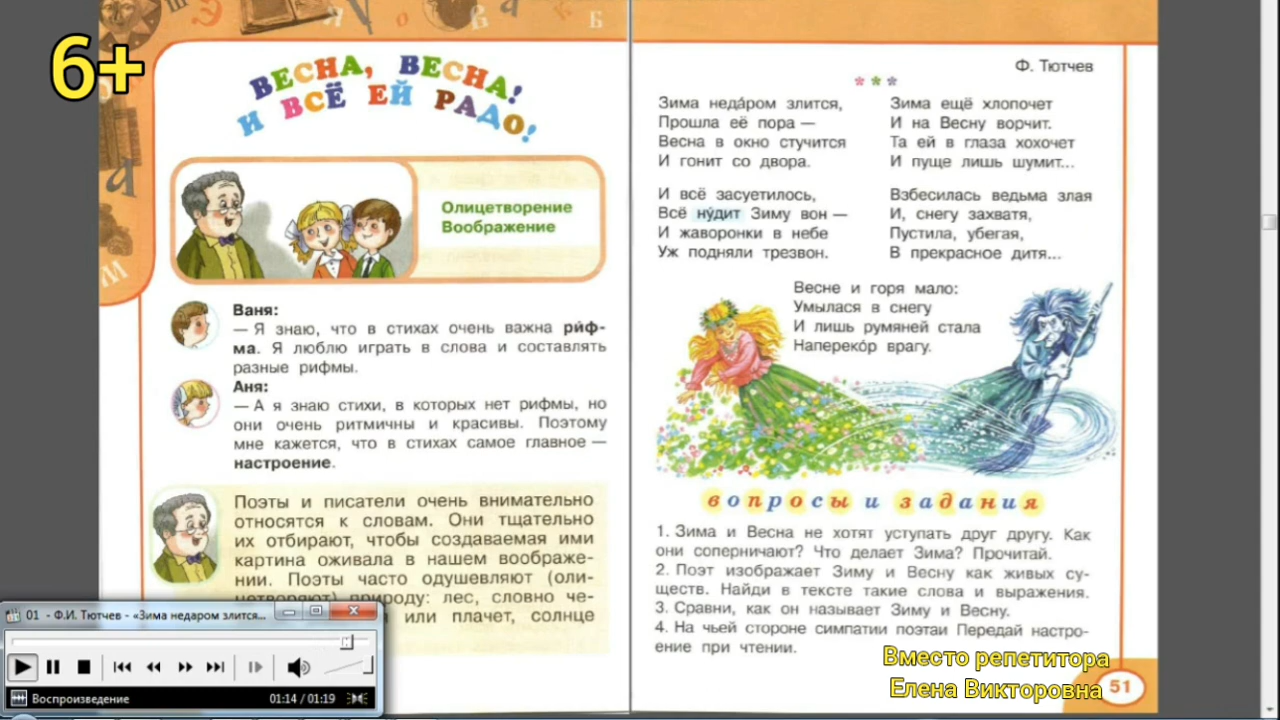 6+
ВЕСНА, ВЕСНА!
И ВСЁ ЕЙ РАДО!
Олицетворение
Воображение
Ваня:
— Я знаю, что в стихах очень важна ри́ф-
ма. Я люблю играть в слова и составлять
разные рифмы.
Аня:
— А я знаю стихи, в которых нет рифмы, но
они очень ритмичны и красивы. Поэтому
мне кажется, что в стихах самое главное —
настроение.
Поэты и писатели очень внимательно
относятся к словам. Они тщательно
их отбирают, чтобы создаваемая ими
картина оживала в нашем воображе-
нии. Поэты часто одушевляют (оли-
цетворяют) природу: лес, словно че-
или плачет, солнце
Ф. Тютчев
* * *
Зима неда́ром злится,
Прошла её пора —
Весна в окно стучится
И гонит со двора.
И всё засуетилось,
Всё ну́дит Зиму вон —
И жаворонки в небе
Уж подняли трезвон.
Зима ещё хлопочет
И на Весну ворчит.
Та ей в глаза хохочет
И пуще лишь шумит...
Взбесилась ведьма злая
И, снегу захватя,
Пустила, убегая,
В прекрасное дитя...
Весне и горя мало:
Умылася в снегу
И лишь румяней стала
Напереко́р врагу.
вопросы и задания
1. Зима и Весна не хотят уступать друг другу. Как
они соперничают? Что делает Зима? Прочитай.
2. Поэт изображает Зиму и Весну как живых су-
ществ. Найди в тексте такие слова и выражения.
3. Сравни, как он называет Зиму и Весну.
4. На чьей стороне симпатии поэтаи Передай настро-
ение при чтении.
Вместо репетитора
Елена Викторовна
51
01 - Ф.И. Тютчев - «Зима недаром злится...
Воспроизведение
01:14 / 01:19